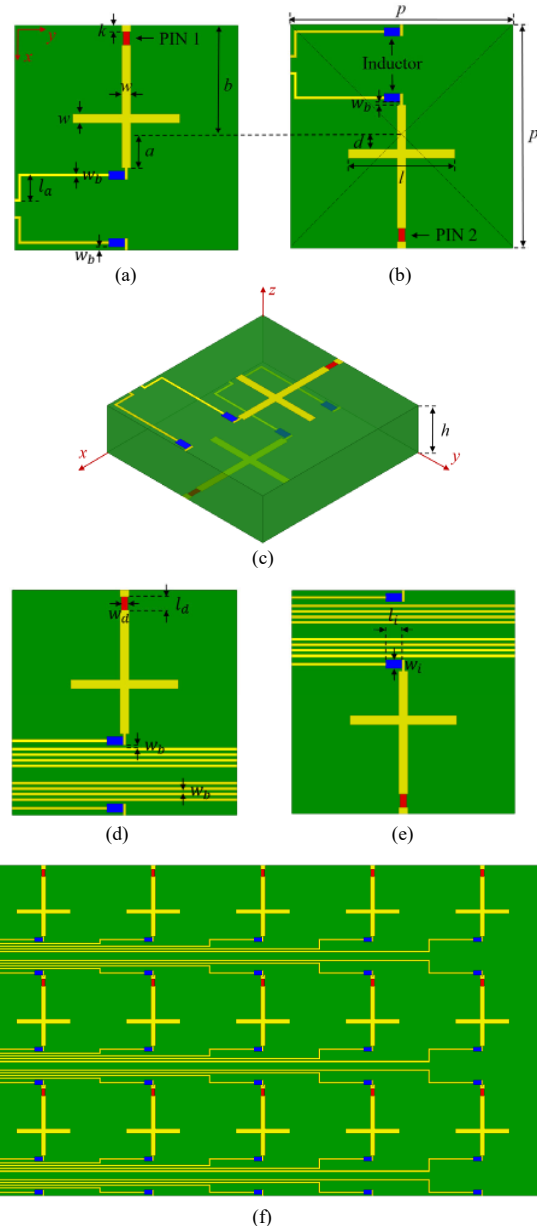 k
y
x
PIN 1
w
b
w
a
l_a
w_b
w_b
(a)
p
Inductor
w_b
d
l
p
PIN 2
(b)
z
x
y
h
(c)
w_d
l_d
w_b
w_b
(d)
l_i
w_i
(e)
(f)